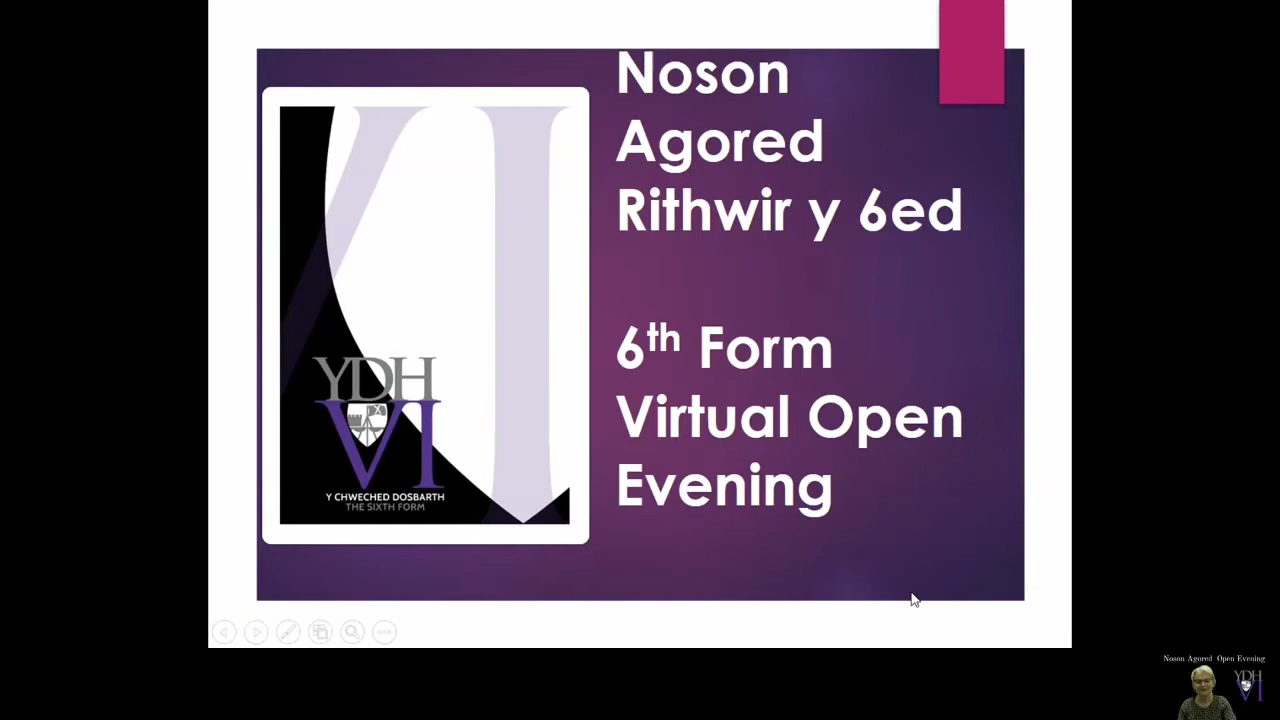 Noson
Agored
Rithwir y 6ed
6th Form
Virtual Open
Evening
YDH
VI
Y CHWECHED DOSBARTH
THE SIXTH FORM
Noson Agored Open Evening
YDH
VI